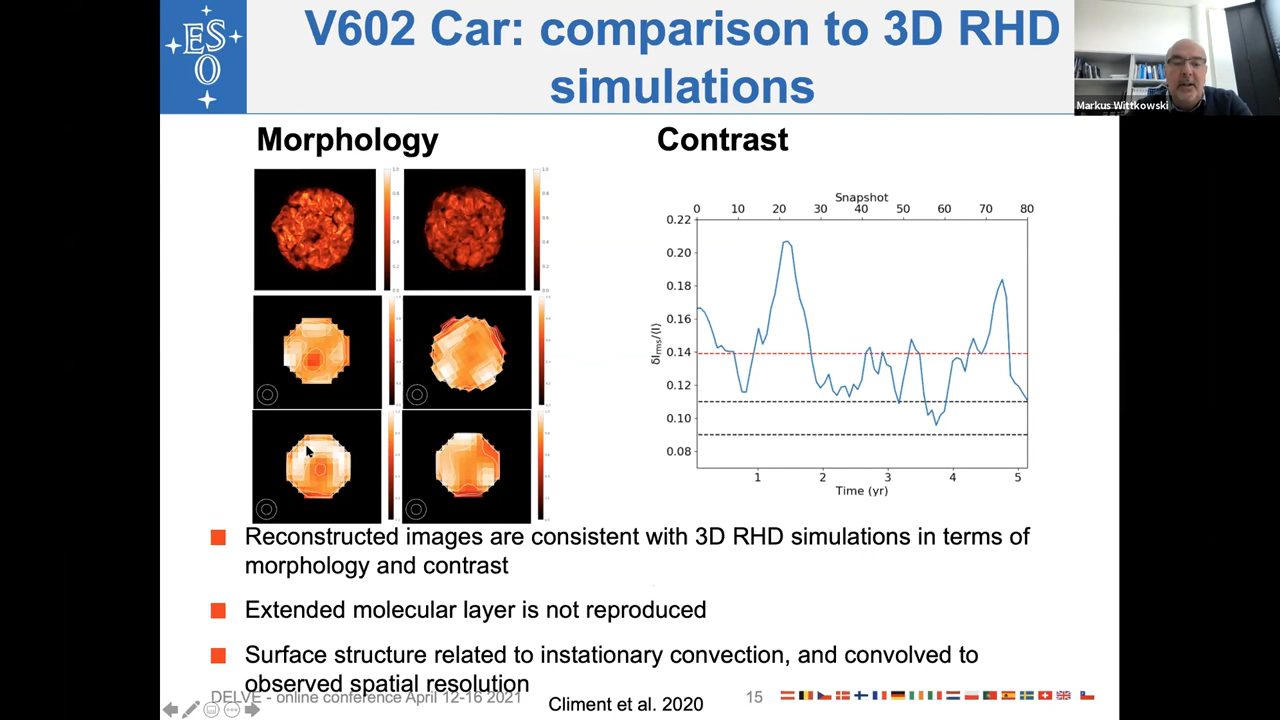 ESO
V602 Car: comparison to 3D RHD
simulations
Markus Wittkowski
Morphology
Contrast
Snapshot
0 10 20 30 40 50 60 70 80
0.22
0.20
0.18
0.16
0.14
0.12
0.10
0.08
δIrms/⟨I⟩
1 2 3 4 5
Time (yr)
Reconstructed images are consistent with 3D RHD simulations in terms of
morphology and contrast
Extended molecular layer is not reproduced
Surface structure related to instationary convection, and convolved to
observed spatial resolution
DELVE - online conference April 12-16 2021
Climent et al. 2020
15